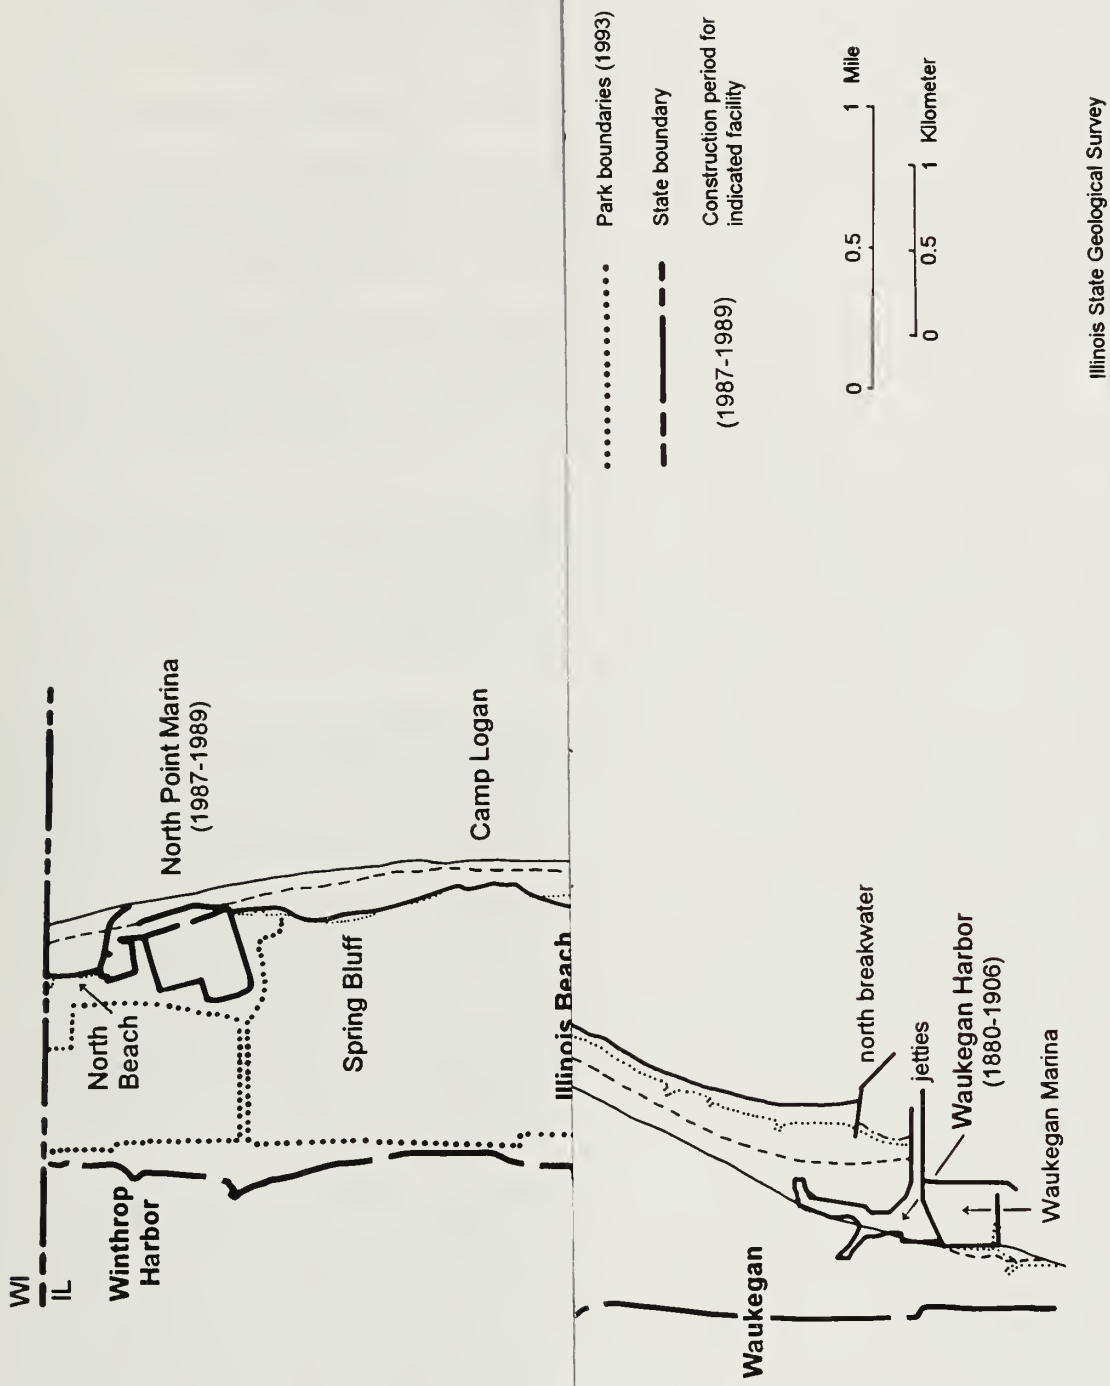 WI
IL
Winthrop
Harbor
North
Beach
North Point Marina
(1987-1989)
Spring Bluff
Camp Logan
Illinois Beach
Park boundaries (1993)
State boundary
(1987-1989)
Construction period for
indicated facility
0
0.5
1
Mile
0
0.5
1
Kilometer
north breakwater
jetties
Waukegan Harbor
(1880-1906)
Waukegan Marina
Waukegan
Illinois State Geological Survey